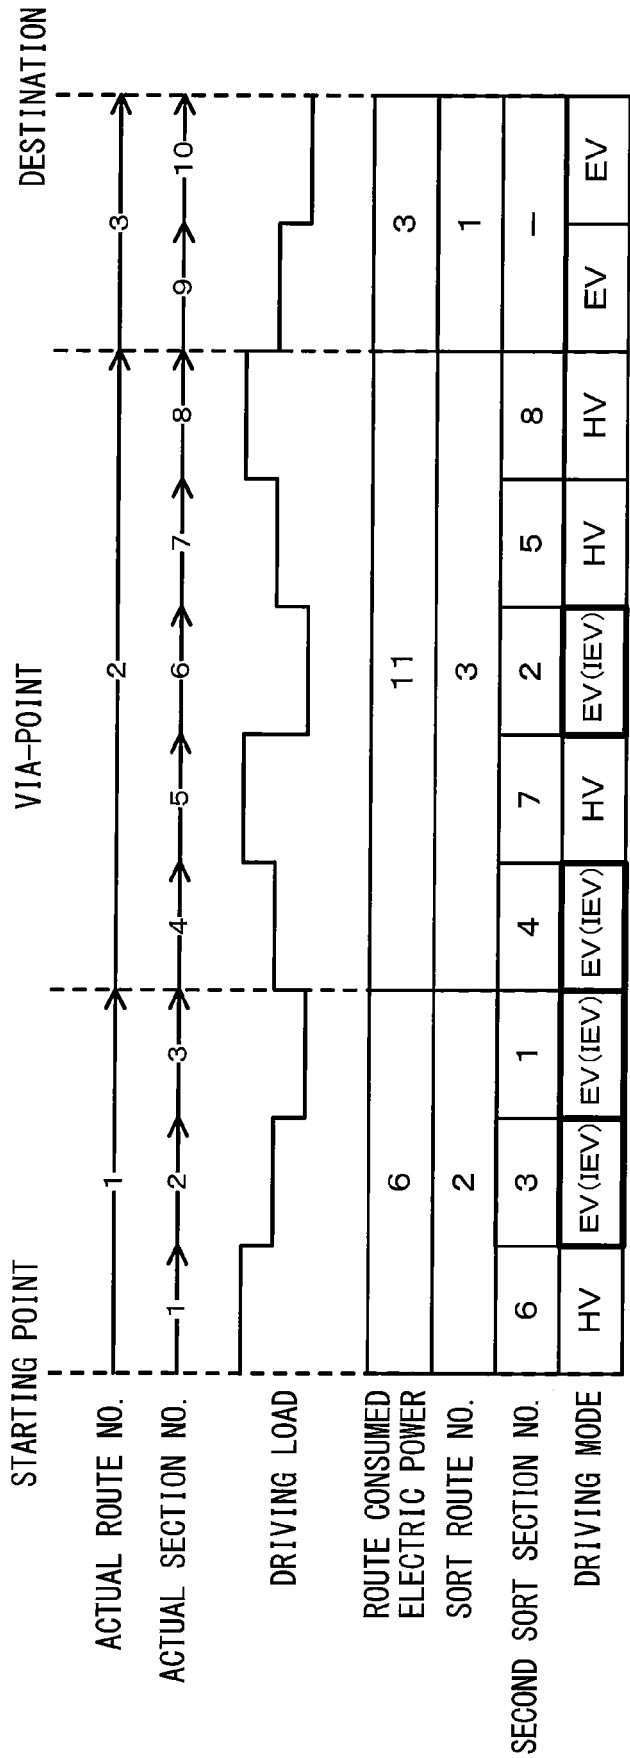 STARTING POINT VIA-POINT DESTINATION
ACTUAL ROUTE NO. 1 2 3
ACTUAL SECTION NO. 1 2 3 4 5 6 7 8 9 10
DRIVING LOAD
ROUTE CONSUMED
ELECTRIC POWER 6 11 3
SORT ROUTE NO. 2 3 1
SECOND SORT SECTION NO. 6 3 1 4 7 2 5 8 –
DRIVING MODE HV EV(IEV) EV(IEV) EV(IEV) HV EV(IEV) HV HV EV EV